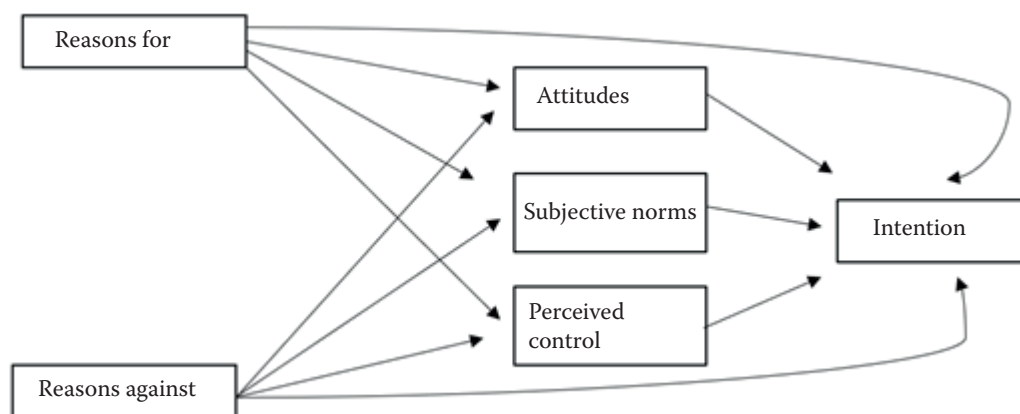 Reasons for
Attitudes
Subjective norms
Intention
Perceived
control
Reasons against